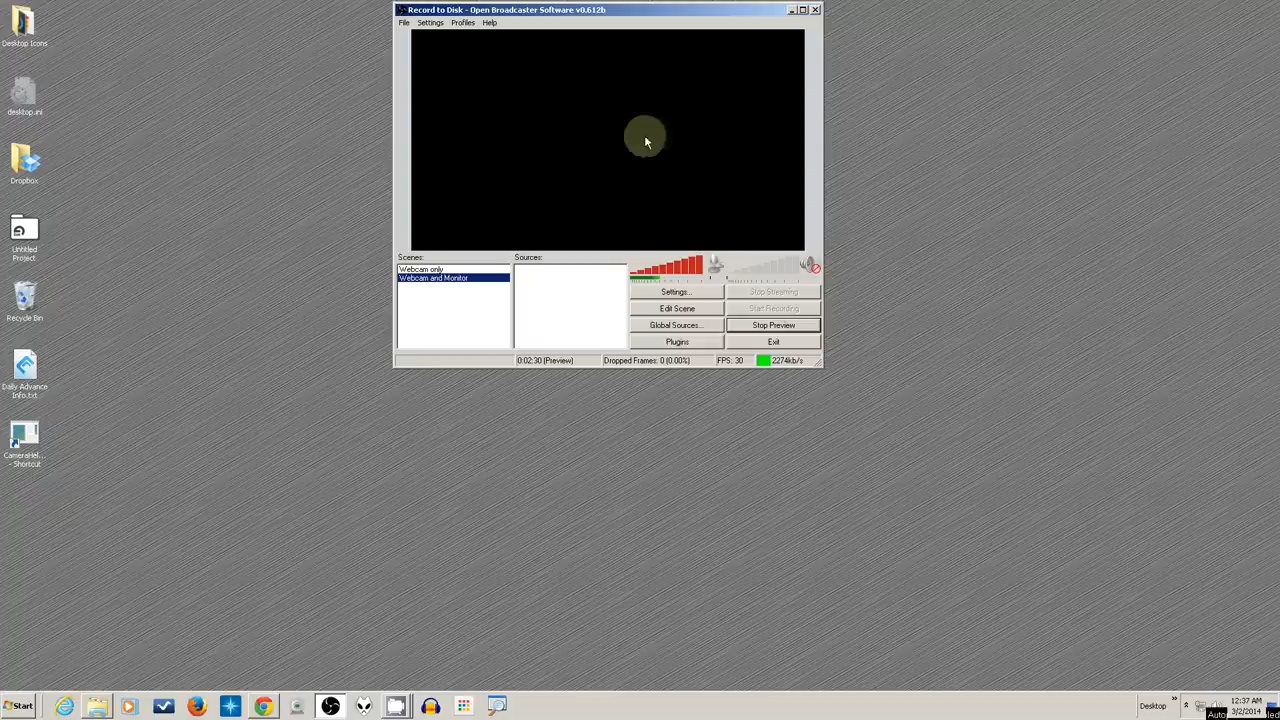 Record to Disk - Open Broadcaster Software v0.612b
File Settings Profiles Help
Desktop Icons
desktop.ini
Dropbox
Untitled
Project
Recycle Bin
Daily Advance
Info.txt
CameraHel...
- Shortcut
Scenes:
Webcam only
Webcam and Monitor
Sources:
Settings...
Stop Streaming
Edit Scene
Start Recording
Global Sources...
Stop Preview
Plugins
Exit
0:02:30 (Preview)
Dropped Frames: 0 (0.00%)
FPS: 30
2274kb/s
Start
Desktop
12:37 AM
3/2/2014